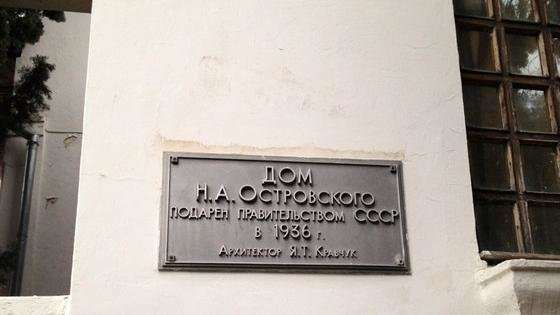 ДОМ
Н.А. ОСТРОВСКОГО
ПОДАРЕН ПРАВИТЕЛЬСТВОМ СССР
В 1936 г.
АРХИТЕКТОР Я.Т. КРАВЧУК